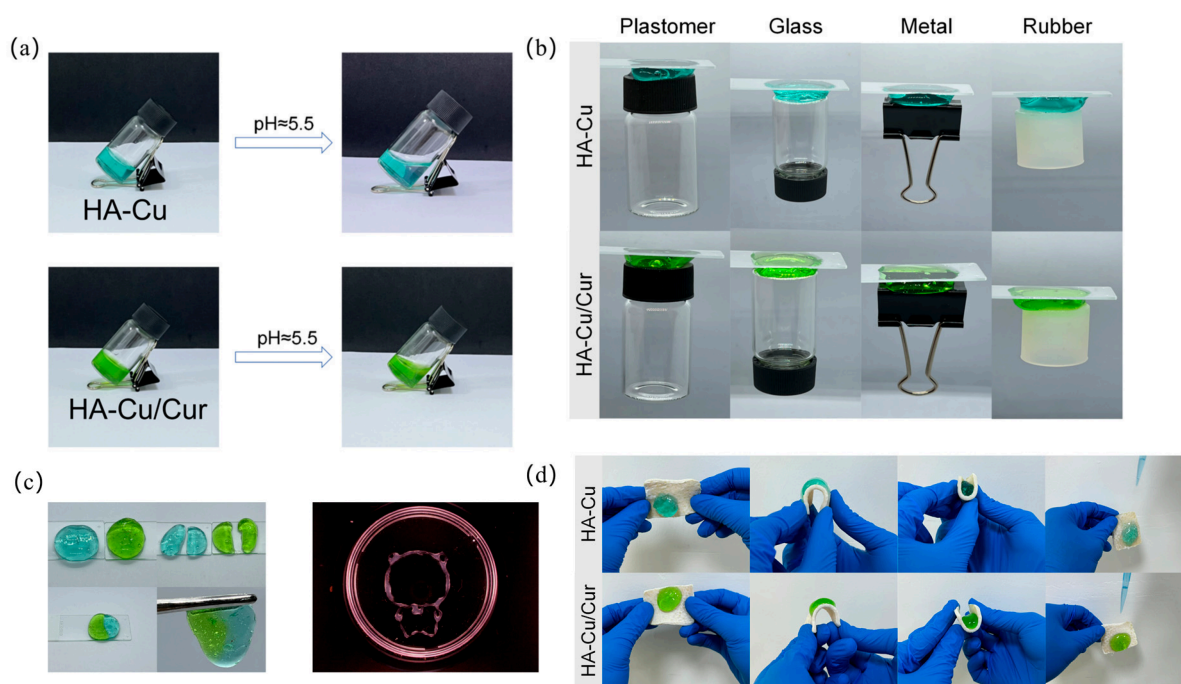 (a)
pH≈5.5
HA-Cu
pH≈5.5
HA-Cu/Cur
(b)
Plastomer Glass Metal Rubber
HA-Cu
HA-Cu/Cur
(c)
(d)
HA-Cu
HA-Cu/Cur